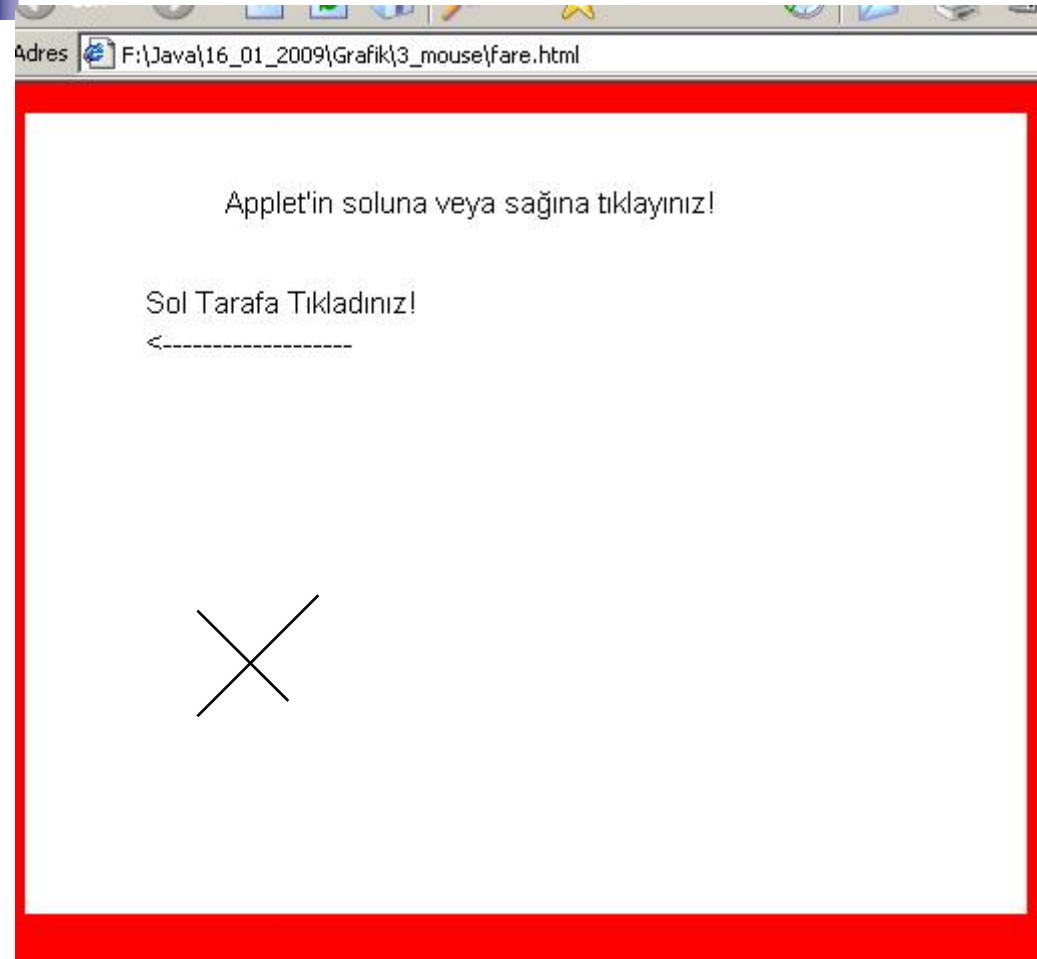 Adres F:\Java\16_01_2009\Grafik\3_mouse\fare.html
Applet'in soluna veya sağına tıklayınız!
Sol Tarafa Tıkladınız!
<-------------------